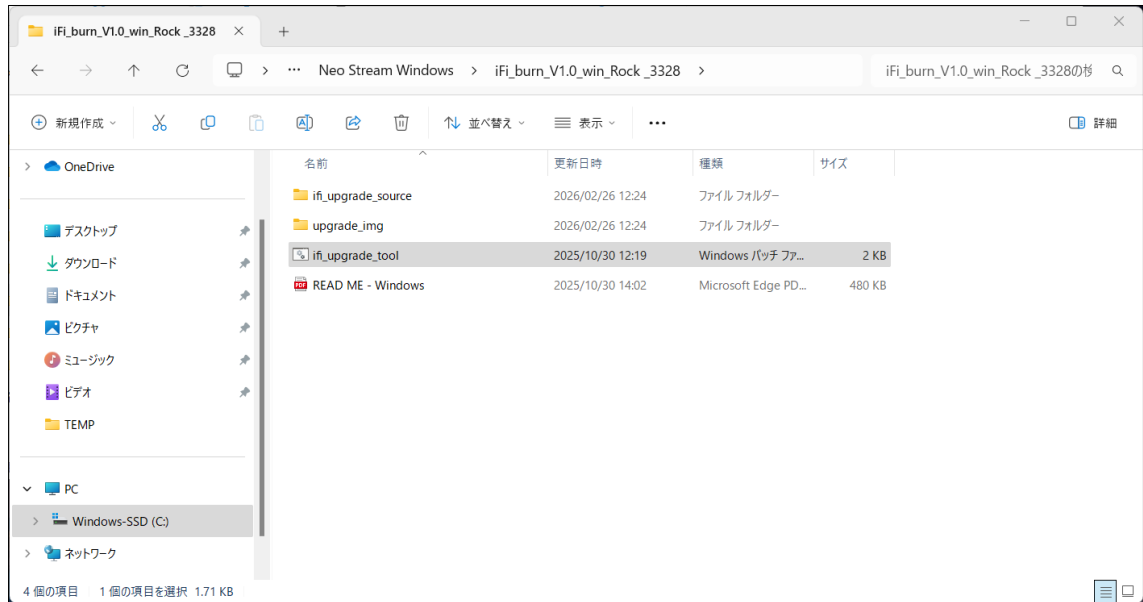 iFi_burn_V1.0_win_Rock _3328
Neo Stream Windows > iFi_burn_V1.0_win_Rock _3328 >
iFi_burn_V1.0_win_Rock _3328の検
新規作成
並べ替え
表示
詳細
名前 更新日時 種類 サイズ
ifi_upgrade_source 2026/02/26 12:24 ファイル フォルダー
upgrade_img 2026/02/26 12:24 ファイル フォルダー
ifi_upgrade_tool 2025/10/30 12:19 Windows バッチ ファ... 2 KB
READ ME - Windows 2025/10/30 14:02 Microsoft Edge PD... 480 KB
OneDrive
デスクトップ
ダウンロード
ドキュメント
ピクチャ
ミュージック
ビデオ
TEMP
PC
Windows-SSD (C:)
ネットワーク
4 個の項目 1 個の項目を選択 1.71 KB